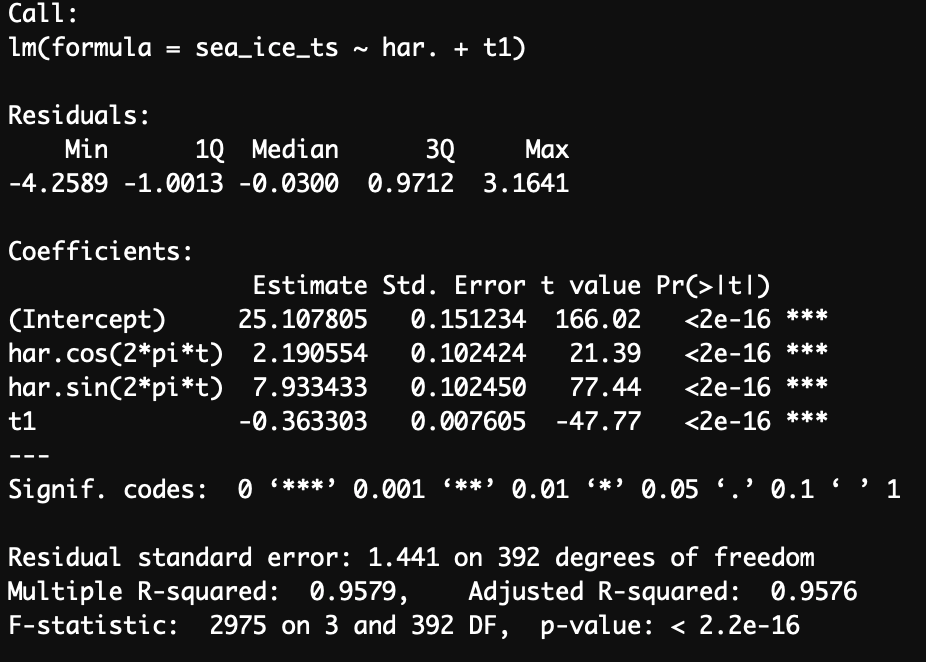 Call:
lm(formula = sea_ice_ts ~ har. + t1)
Residuals:
Min 1Q Median 3Q Max
-4.2589 -1.0013 -0.0300 0.9712 3.1641
Coefficients:
Estimate Std. Error t value Pr(>|t|)
(Intercept) 25.107805 0.151234 166.02 <2e-16 ***
har.cos(2*pi*t) 2.190554 0.102424 21.39 <2e-16 ***
har.sin(2*pi*t) 7.933433 0.102450 77.44 <2e-16 ***
t1 -0.363303 0.007605 -47.77 <2e-16 ***
---
Signif. codes: 0 ‘***’ 0.001 ‘**’ 0.01 ‘*’ 0.05 ‘.’ 0.1 ‘ ’ 1
Residual standard error: 1.441 on 392 degrees of freedom
Multiple R-squared: 0.9579, Adjusted R-squared: 0.9576
F-statistic: 2975 on 3 and 392 DF, p-value: < 2.2e-16